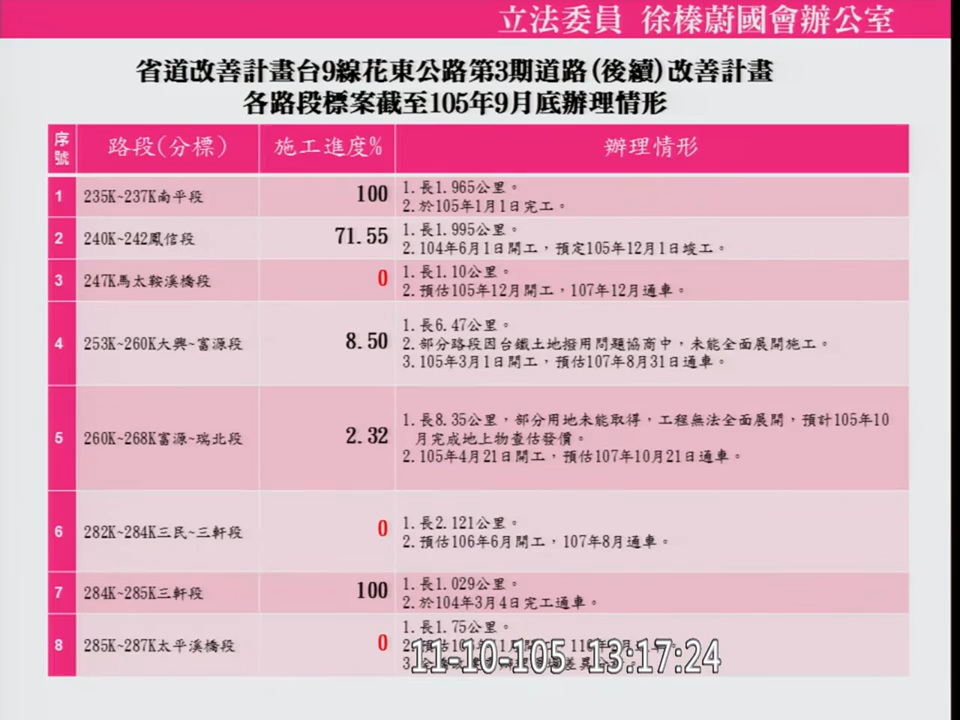 立法委員 徐榛蔚國會辦公室
省道改善計畫台9線花東公路第3期道路(後續)改善計畫
各路段標案截至105年9月底辦理情形
序號 路段(分標) 施工進度% 辦理情形
1 235K~237K南平段 100 1.長1.965公里。
2.於105年1月1日完工。
2 240K~242鳳信段 71.55 1.長1.995公里。
2.104年6月1日開工,預定105年12月1日竣工。
3 247K馬太鞍溪橋段 0 1.長1.10公里。
2.預估105年12月開工,107年12月通車。
4 253K~260K大興~富源段 8.50 1.長6.47公里。
2.部分路段因台鐵土地撥用問題協商中,未能全面展開施工。
3.105年3月1日開工,預估107年8月31日通車。
5 260K~268K富源~瑞北段 2.32 1.長8.35公里,部分用地未能取得,工程無法全面展開,預計105年10
月完成地上物查估發價。
2.105年4月21日開工,預估107年10月21日通車。
6 282K~284K三民~三軒段 0 1.長2.121公里。
2.預估106年6月開工,107年8月通車。
7 284K~285K三軒段 100 1.長1.029公里。
2.於104年3月4日完工通車。
8 285K~287K太平溪橋段 0 1.長1.75公里。
11-10-105 13:17:24